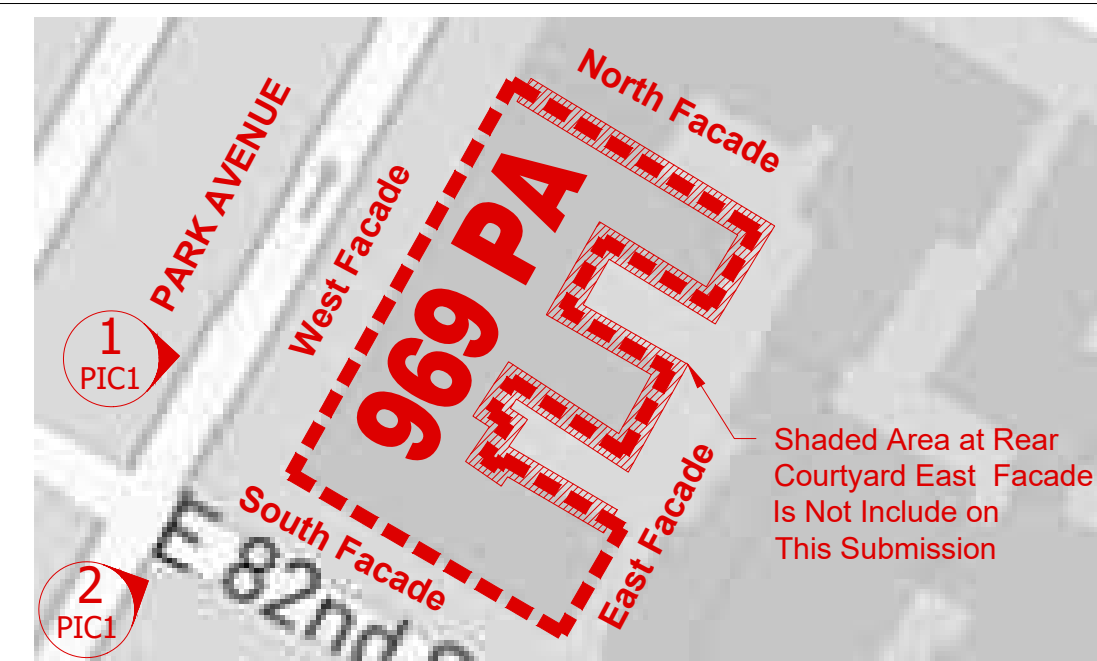 North Facade
PARK AVENUE
West Facade
969 PA
1
PIC1
Shaded Area at Rear
Courtyard East Facade
Is Not Include on
This Submission
East Facade
South Facade
E 82nd
2
PIC1